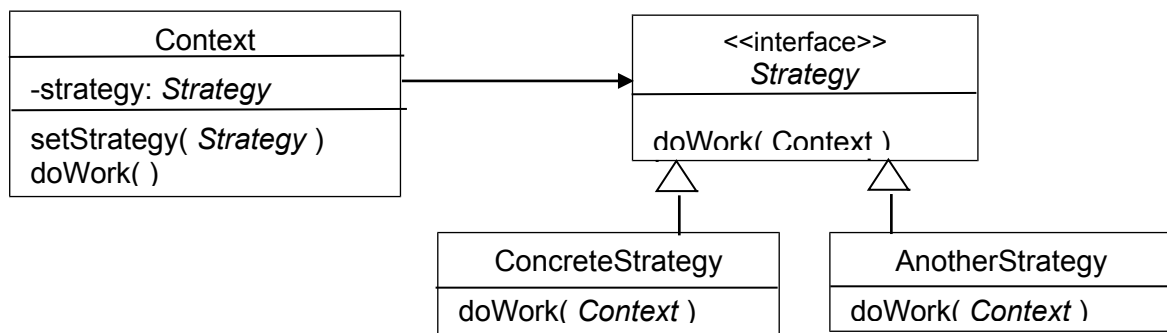 Context
-strategy: Strategy
setStrategy( Strategy )
doWork( )
<<interface>>
Strategy
doWork( Context )
ConcreteStrategy
doWork( Context )
AnotherStrategy
doWork( Context )